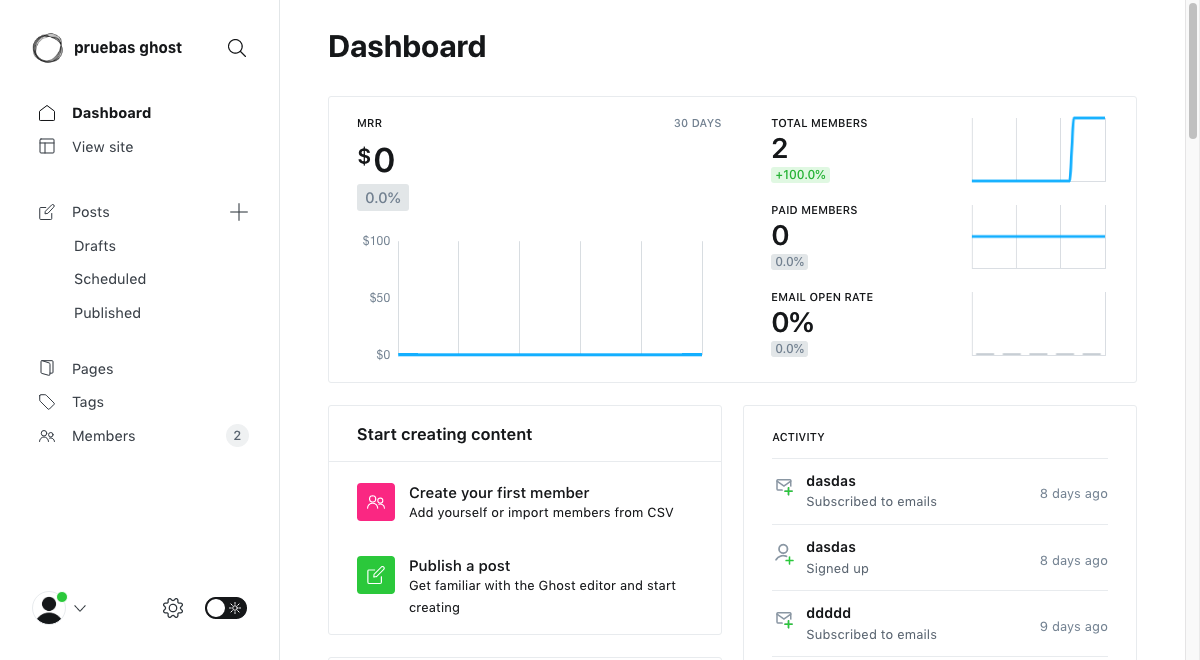 pruebas ghost
Dashboard
View site
Posts
Drafts
Scheduled
Published
Pages
Tags
Members
2
Dashboard
MRR
30 DAYS
$0
0.0%
$100
$50
$0
TOTAL MEMBERS
2
+100.0%
PAID MEMBERS
0
0.0%
EMAIL OPEN RATE
0%
0.0%
Start creating content
Create your first member
Add yourself or import members from CSV
Publish a post
Get familiar with the Ghost editor and start
creating
ACTIVITY
dasdas
Subscribed to emails
8 days ago
dasdas
Signed up
8 days ago
ddddd
Subscribed to emails
9 days ago